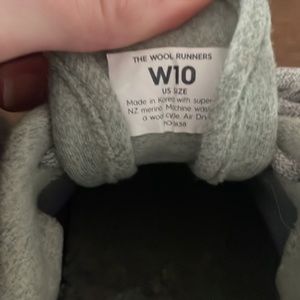 THE WOOL RUNNERS
W10
US SIZE
Made in Korea with super
NZ merino. Machine wash
a wool cycle. Air Dry